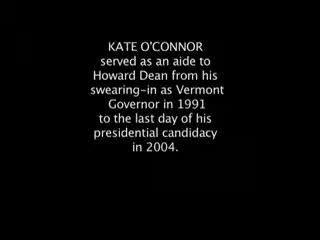 KATE O'CONNOR
served as an aide to
Howard Dean from his
swearing-in as Vermont
Governor in 1991
to the last day of his
presidential candidacy
in 2004.